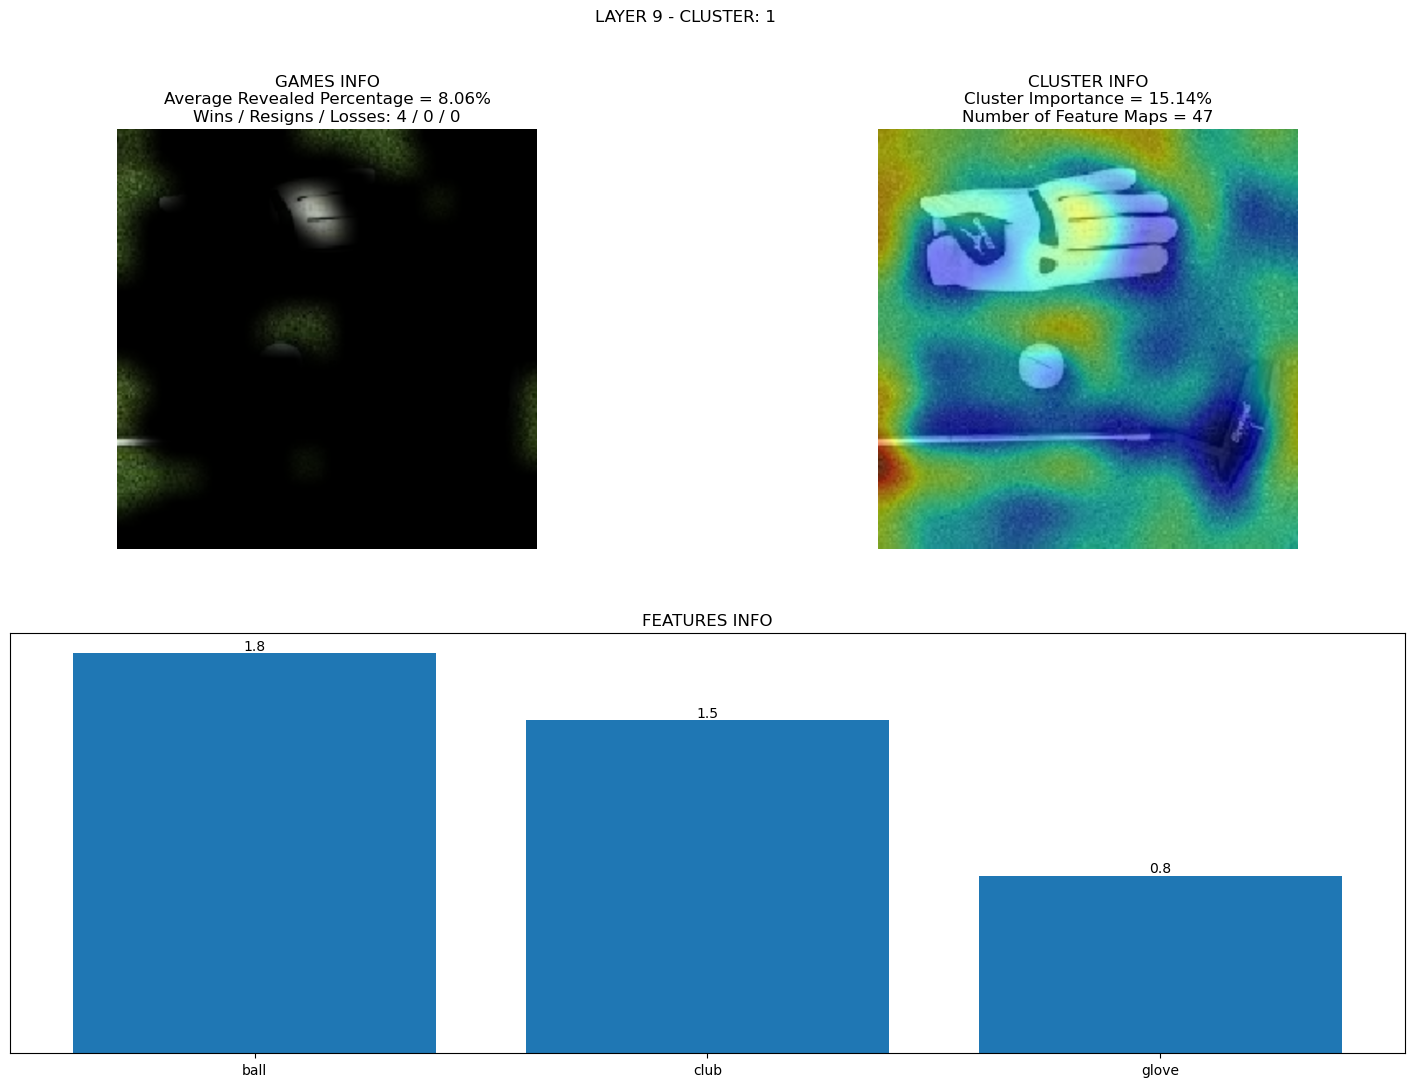 LAYER 9 - CLUSTER: 1
GAMES INFO
Average Revealed Percentage = 8.06%
Wins / Resigns / Losses: 4 / 0 / 0
CLUSTER INFO
Cluster Importance = 15.14%
Number of Feature Maps = 47
FEATURES INFO
1.8
1.5
0.8
ball
club
glove